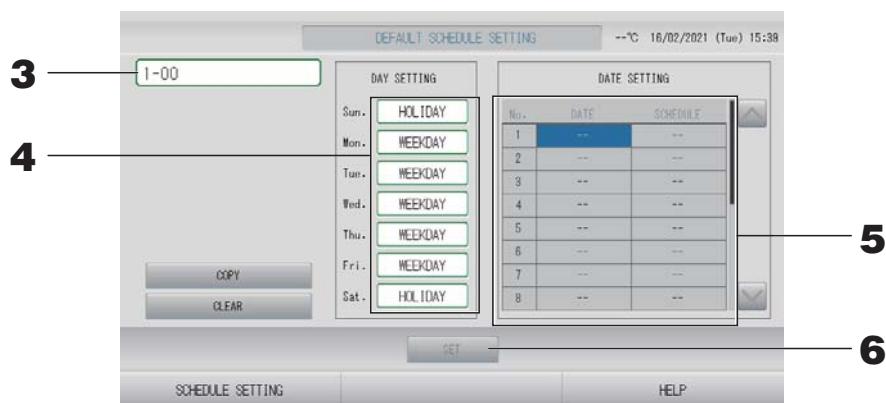 DEFAULT SCHEDULE SETTING --°C 16/02/2021 (Tue) 15:39
3
1-00
DAY SETTING
DATE SETTING
Sun. HOLIDAY
Mon. WEEKDAY
Tue. WEEKDAY
Wed. WEEKDAY
Thu. WEEKDAY
Fri. WEEKDAY
Sat. HOLIDAY
4
No. DATE SCHEDULE
1 -- --
2 -- --
3 -- --
4 -- --
5 -- --
6 -- --
7 -- --
8 -- --
5
COPY
CLEAR
SET
6
SCHEDULE SETTING
HELP